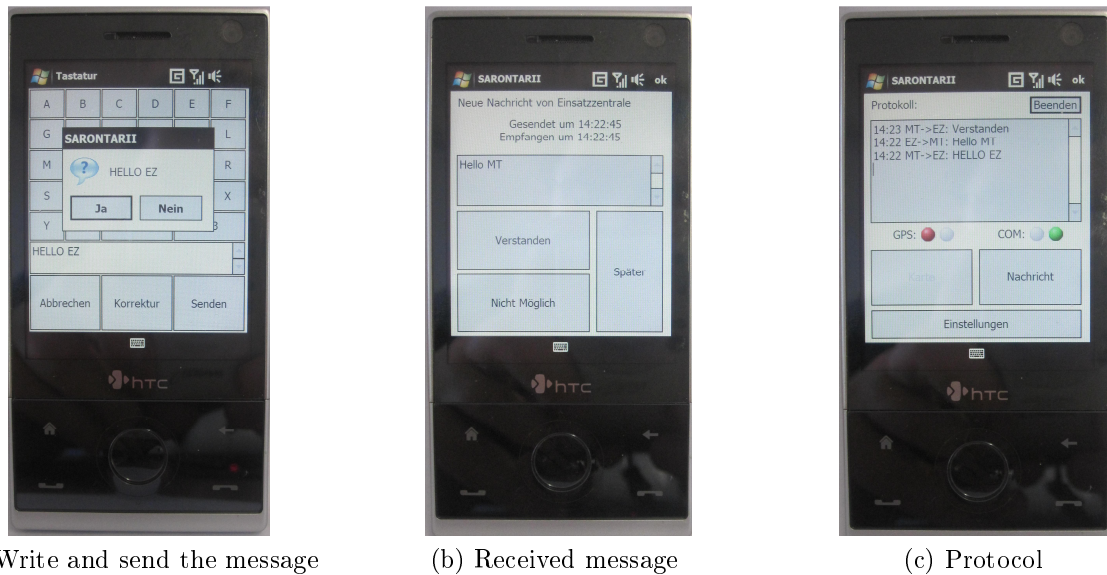 Tastatur
A B C D E F
G L
SARONTARII
M R
HELLO EZ
S X
Ja Nein
Y
HELLO EZ
Abbrechen Korrektur Senden
hTC
Write and send the message
SARONTARII ok
Neue Nachricht von Einsatzzentrale
Gesendet um 14:22:45
Empfangen um 14:22:45
Hello MT
Verstanden
Später
Nicht Möglich
hTC
(b) Received message
SARONTARII ok
Protokoll: Beenden
14:23 MT->EZ: Verstanden
14:22 EZ->MT: Hello MT
14:22 MT->EZ: HELLO EZ
GPS: COM:
Karte Nachricht
Einstellungen
hTC
(c) Protocol